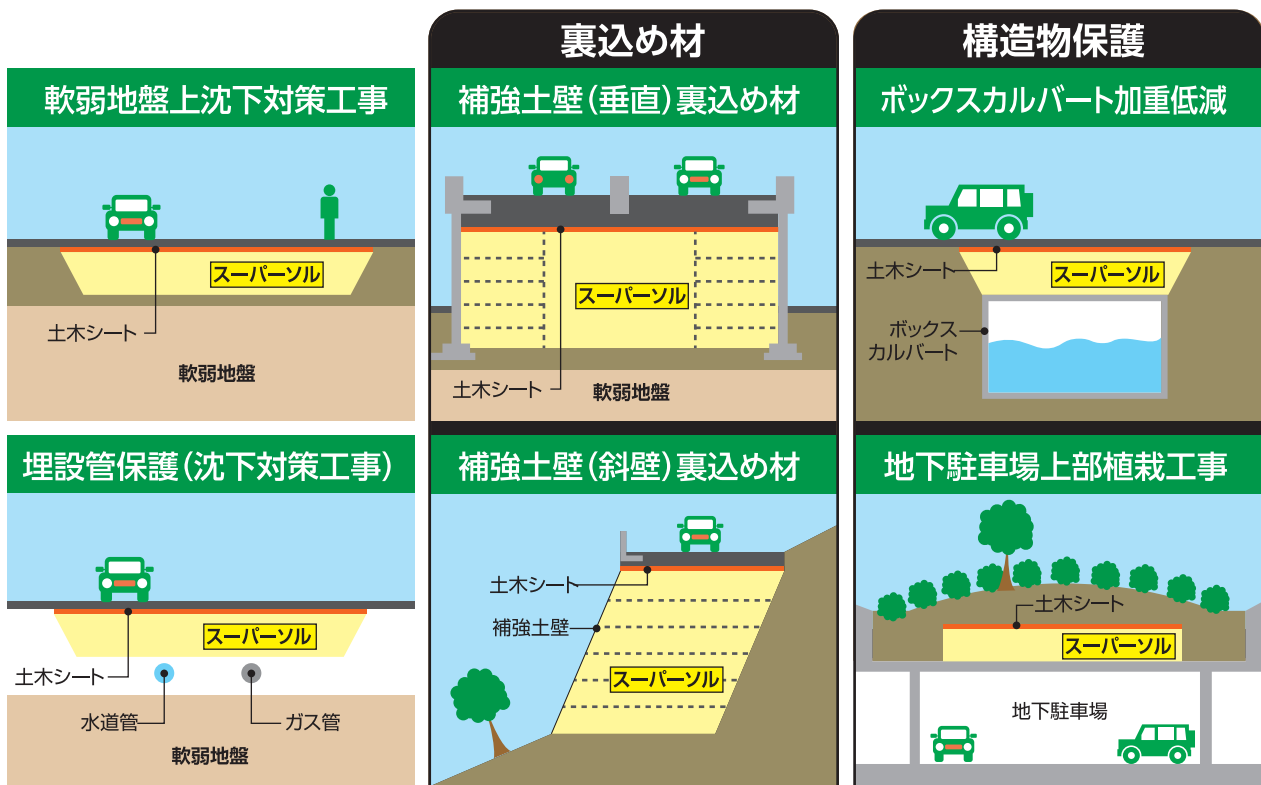 裏込め材
構造物保護
軟弱地盤上沈下対策工事
スーパーソル
土木シート
軟弱地盤
補強土壁(垂直)裏込め材
スーパーソル
土木シート
軟弱地盤
ボックスカルバート加重低減
土木シート
スーパーソル
ボックス
カルバート
埋設管保護(沈下対策工事)
スーパーソル
土木シート
水道管
ガス管
軟弱地盤
補強土壁(斜壁)裏込め材
土木シート
補強土壁
スーパーソル
地下駐車場上部植栽工事
土木シート
スーパーソル
地下駐車場